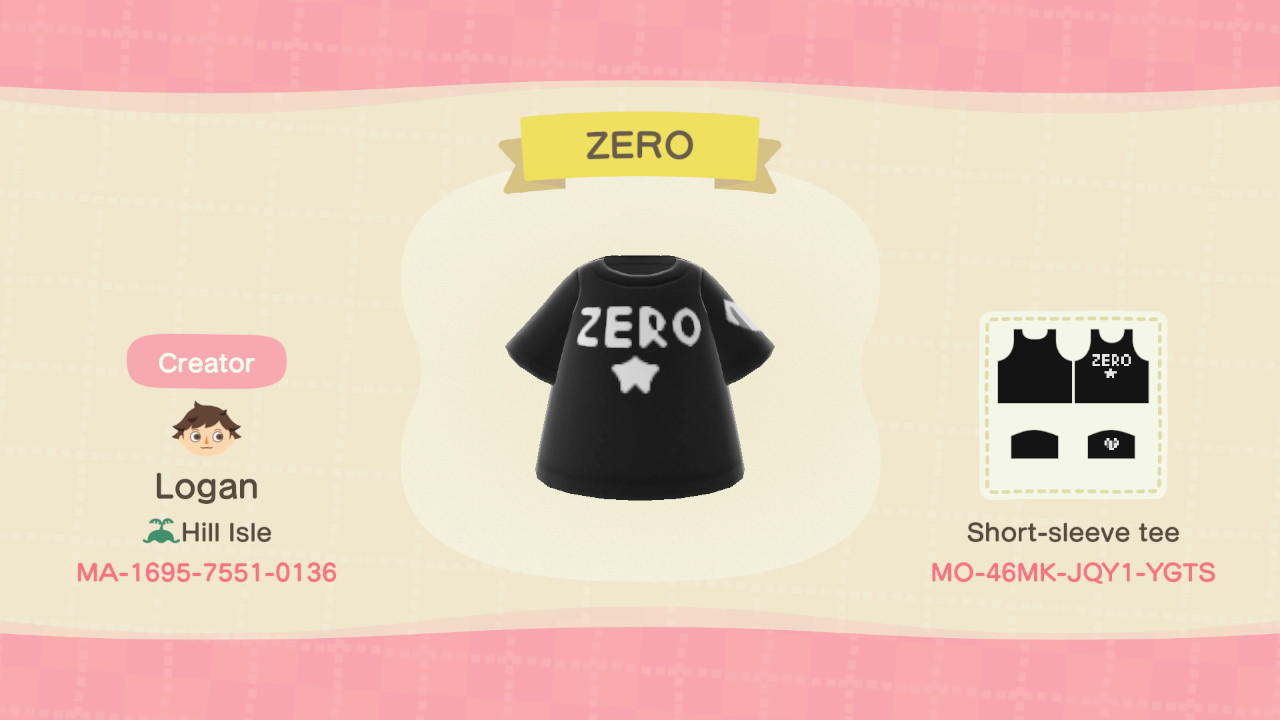 ZERO
ZERO
Creator
Logan
Hill Isle
MA-1695-7551-0136
ZERO
Short-sleeve tee
MO-46MK-JQY1-YGTS